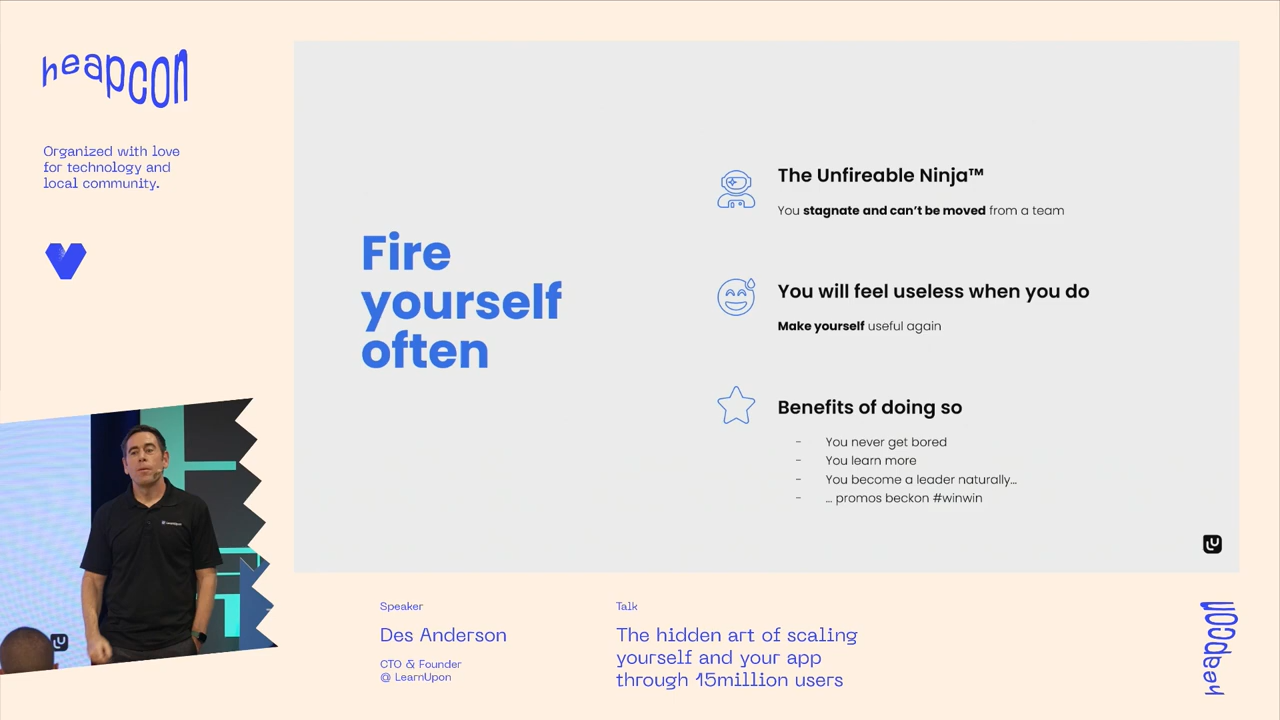 heapcon
Organized with love
for technology and
local community.
Fire
yourself
often
The Unfireable Ninja™
You stagnate and can't be moved from a team
You will feel useless when you do
Make yourself useful again
Benefits of doing so
- You never get bored
- You learn more
- You become a leader naturally...
- ... promos beckon #winwin
LU
LearnUpon
LU
Speaker
Des Anderson
CTO & Founder
@ LearnUpon
Talk
The hidden art of scaling
yourself and your app
through 15million users
heapcon